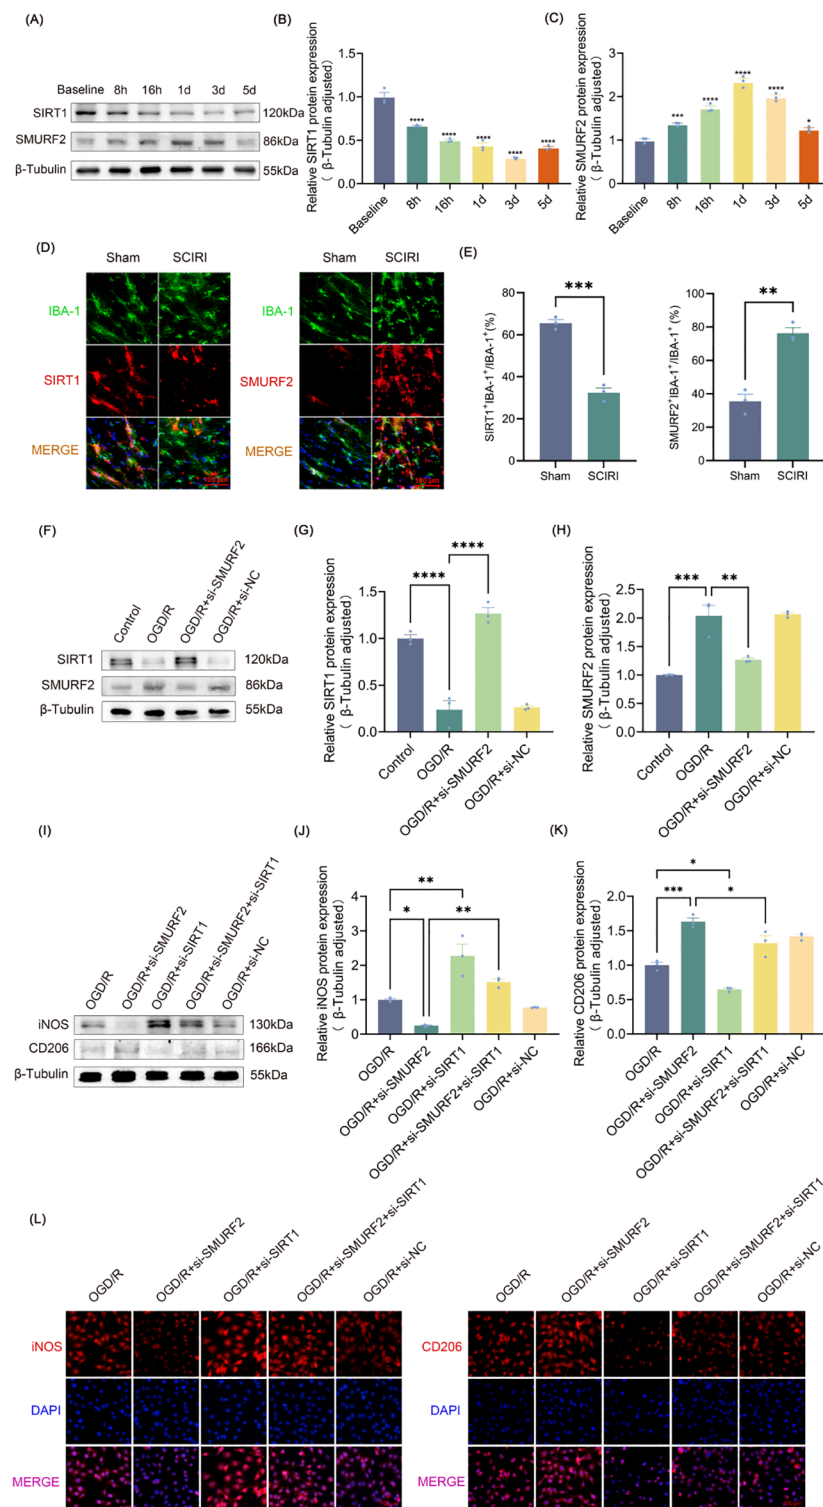 (A)
Baseline 8h 16h 1d 3d 5d
SIRT1 120kDa
SMURF2 86kDa
β-Tubulin 55kDa
(B)
Relative SIRT1 protein expression
( β-Tubulin adjusted)
1.5
1.0
0.5
0.0
**** **** **** **** ****
Baseline 8h 16h 1d 3d 5d
(C)
Relative SMURF2 protein expression
( β-Tubulin adjusted)
3
2
1
0
*** **** **** **** *
Baseline 8h 16h 1d 3d 5d
(D)
Sham SCIRI
IBA-1
SIRT1
MERGE
100 μm
Sham SCIRI
IBA-1
SMURF2
MERGE
100 μm
(E)
SIRT1⁺IBA-1⁺/IBA-1⁺(%)
80
60
40
20
0
***
Sham SCIRI
SMURF2⁺IBA-1⁺/IBA-1⁺(%)
100
80
60
40
20
0
**
Sham SCIRI
(F)
Control OGD/R OGD/R+si-SMURF2 OGD/R+si-NC
SIRT1 120kDa
SMURF2 86kDa
β-Tubulin 55kDa
(G)
Relative SIRT1 protein expression
( β-Tubulin adjusted)
1.5
1.0
0.5
0.0
**** ****
Control OGD/R OGD/R+si-SMURF2 OGD/R+si-NC
(H)
Relative SMURF2 protein expression
( β-Tubulin adjusted)
2.5
2.0
1.5
1.0
0.5
0.0
*** **
Control OGD/R OGD/R+si-SMURF2 OGD/R+si-NC
(I)
OGD/R OGD/R+si-SMURF2 OGD/R+si-SIRT1 OGD/R+si-SMURF2+si-SIRT1 OGD/R+si-NC
iNOS 130kDa
CD206 166kDa
β-Tubulin 55kDa
(J)
Relative iNOS protein expression
( β-Tubulin adjusted)
4
3
2
1
0
**
* **
OGD/R OGD/R+si-SMURF2 OGD/R+si-SIRT1 OGD/R+si-SMURF2+si-SIRT1 OGD/R+si-NC
(K)
Relative CD206 protein expression
( β-Tubulin adjusted)
2.0
1.5
1.0
0.5
0.0
*
*** *
OGD/R OGD/R+si-SMURF2 OGD/R+si-SIRT1 OGD/R+si-SMURF2+si-SIRT1 OGD/R+si-NC
(L)
OGD/R OGD/R+si-SMURF2 OGD/R+si-SIRT1 OGD/R+si-SMURF2+si-SIRT1 OGD/R+si-NC
iNOS
DAPI
MERGE
OGD/R OGD/R+si-SMURF2 OGD/R+si-SIRT1 OGD/R+si-SMURF2+si-SIRT1 OGD/R+si-NC
CD206
DAPI
MERGE